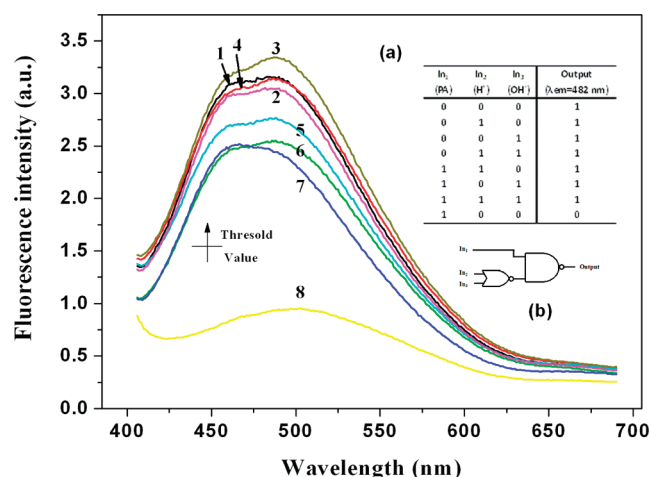 Fluorescence intensity (a.u.)
3.5
3.0
2.5
2.0
1.5
1.0
0.5
0.0
400 450 500 550 600 650 700
Wavelength (nm)
(a)
1 4 3
2
5
6
7
8
Thresold
Value
In1 In2 In3 Output
(PA) (H+) (OH-) (λem=482 nm)
0 0 0 1
0 1 0 1
0 0 1 1
0 1 1 1
1 1 0 1
1 0 1 1
1 1 1 1
1 0 0 0
In1
In2
In3
Output
(b)